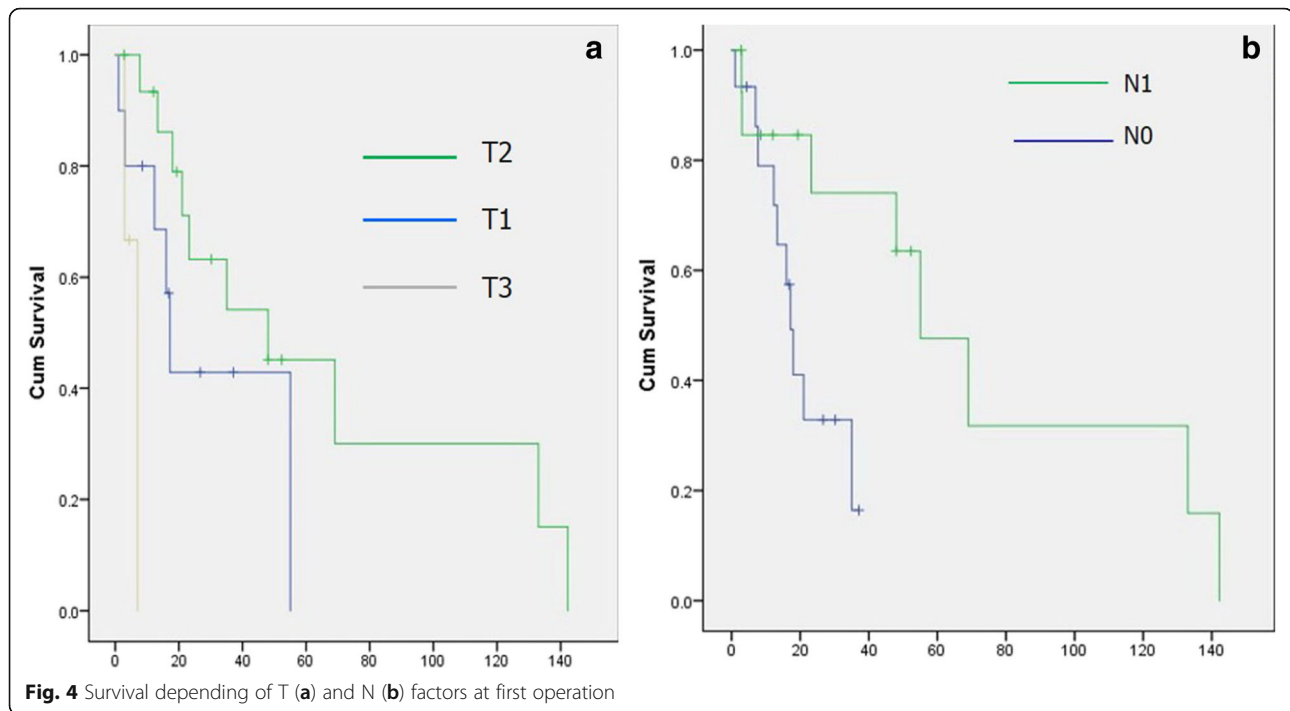 a
Cum Survival
1.0
0.8
0.6
0.4
0.2
0.0
0 20 40 60 80 100 120 140
T2
T1
T3
b
Cum Survival
1.0
0.8
0.6
0.4
0.2
0.0
0 20 40 60 80 100 120 140
N1
N0
Fig. 4 Survival depending of T (a) and N (b) factors at first operation